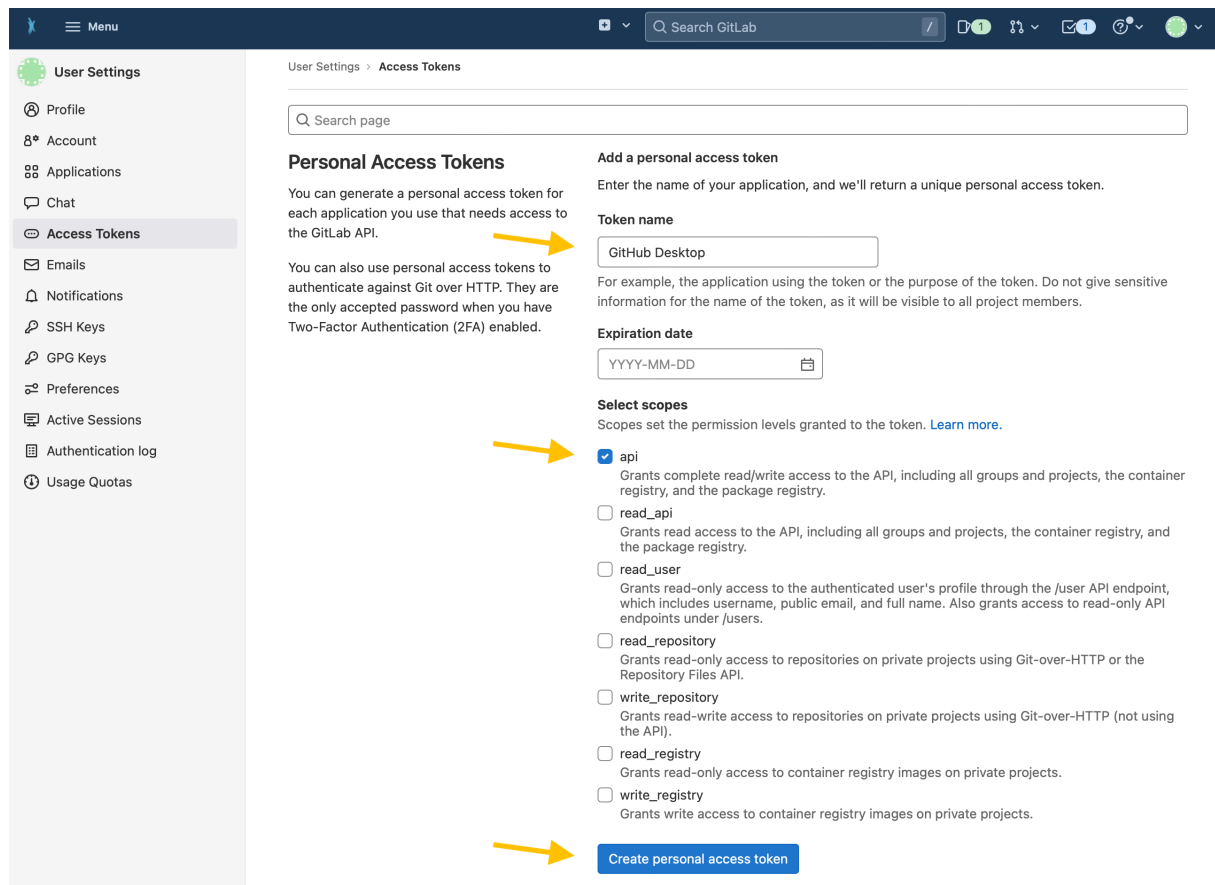 Menu
Search GitLab
/
1
1
User Settings
Profile
Account
Applications
Chat
Access Tokens
Emails
Notifications
SSH Keys
GPG Keys
Preferences
Active Sessions
Authentication log
Usage Quotas
User Settings › Access Tokens
Search page
Personal Access Tokens
You can generate a personal access token for
each application you use that needs access to
the GitLab API.
You can also use personal access tokens to
authenticate against Git over HTTP. They are
the only accepted password when you have
Two-Factor Authentication (2FA) enabled.
Add a personal access token
Enter the name of your application, and we'll return a unique personal access token.
Token name
GitHub Desktop
For example, the application using the token or the purpose of the token. Do not give sensitive
information for the name of the token, as it will be visible to all project members.
Expiration date
YYYY-MM-DD
Select scopes
Scopes set the permission levels granted to the token. Learn more.
api
Grants complete read/write access to the API, including all groups and projects, the container
registry, and the package registry.
read_api
Grants read access to the API, including all groups and projects, the container registry, and
the package registry.
read_user
Grants read-only access to the authenticated user's profile through the /user API endpoint,
which includes username, public email, and full name. Also grants access to read-only API
endpoints under /users.
read_repository
Grants read-only access to repositories on private projects using Git-over-HTTP or the
Repository Files API.
write_repository
Grants read-write access to repositories on private projects using Git-over-HTTP (not using
the API).
read_registry
Grants read-only access to container registry images on private projects.
write_registry
Grants write access to container registry images on private projects.
Create personal access token